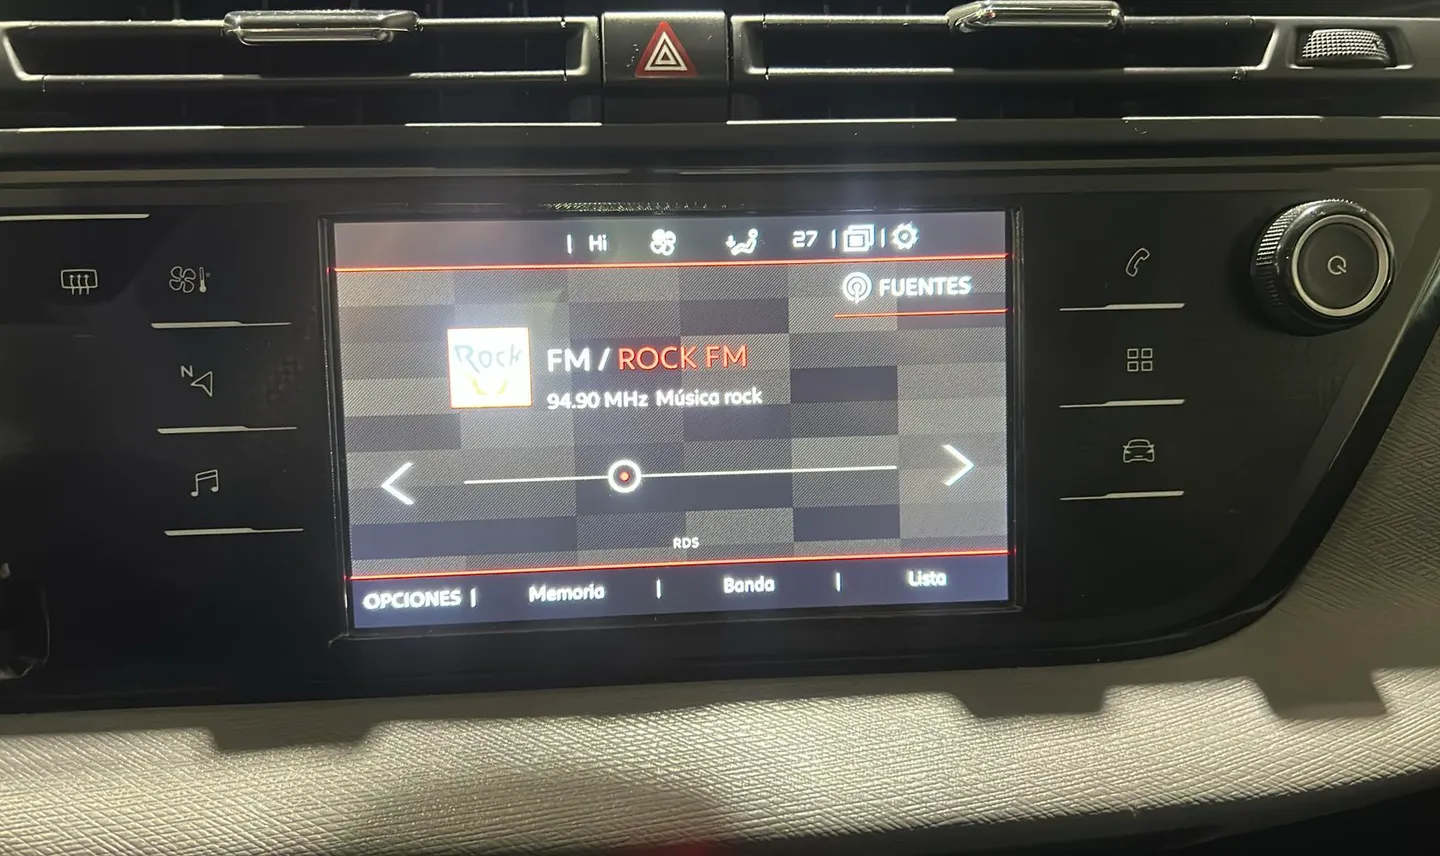 Hi 27
FUENTES
Rock
FM / ROCK FM
94.90 MHz Música rock
RDS
OPCIONES | Memoria | Banda | Lista
N